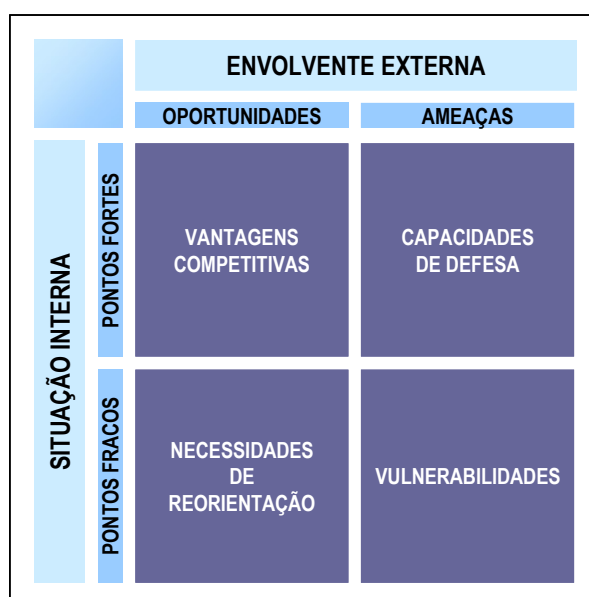 ENVOLVENTE EXTERNA
OPORTUNIDADES
AMEAÇAS
SITUAÇÃO INTERNA
PONTOS FORTES
VANTAGENS
COMPETITIVAS
CAPACIDADES
DE DEFESA
PONTOS FRACOS
NECESSIDADES
DE
REORIENTAÇÃO
VULNERABILIDADES